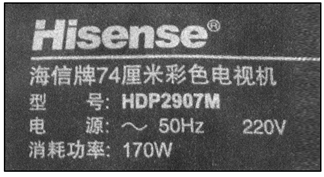 Hisense®
海信牌74厘米彩色电视机
型 号: HDP2907M
电 源: ～ 50Hz 220V
消耗功率: 170W